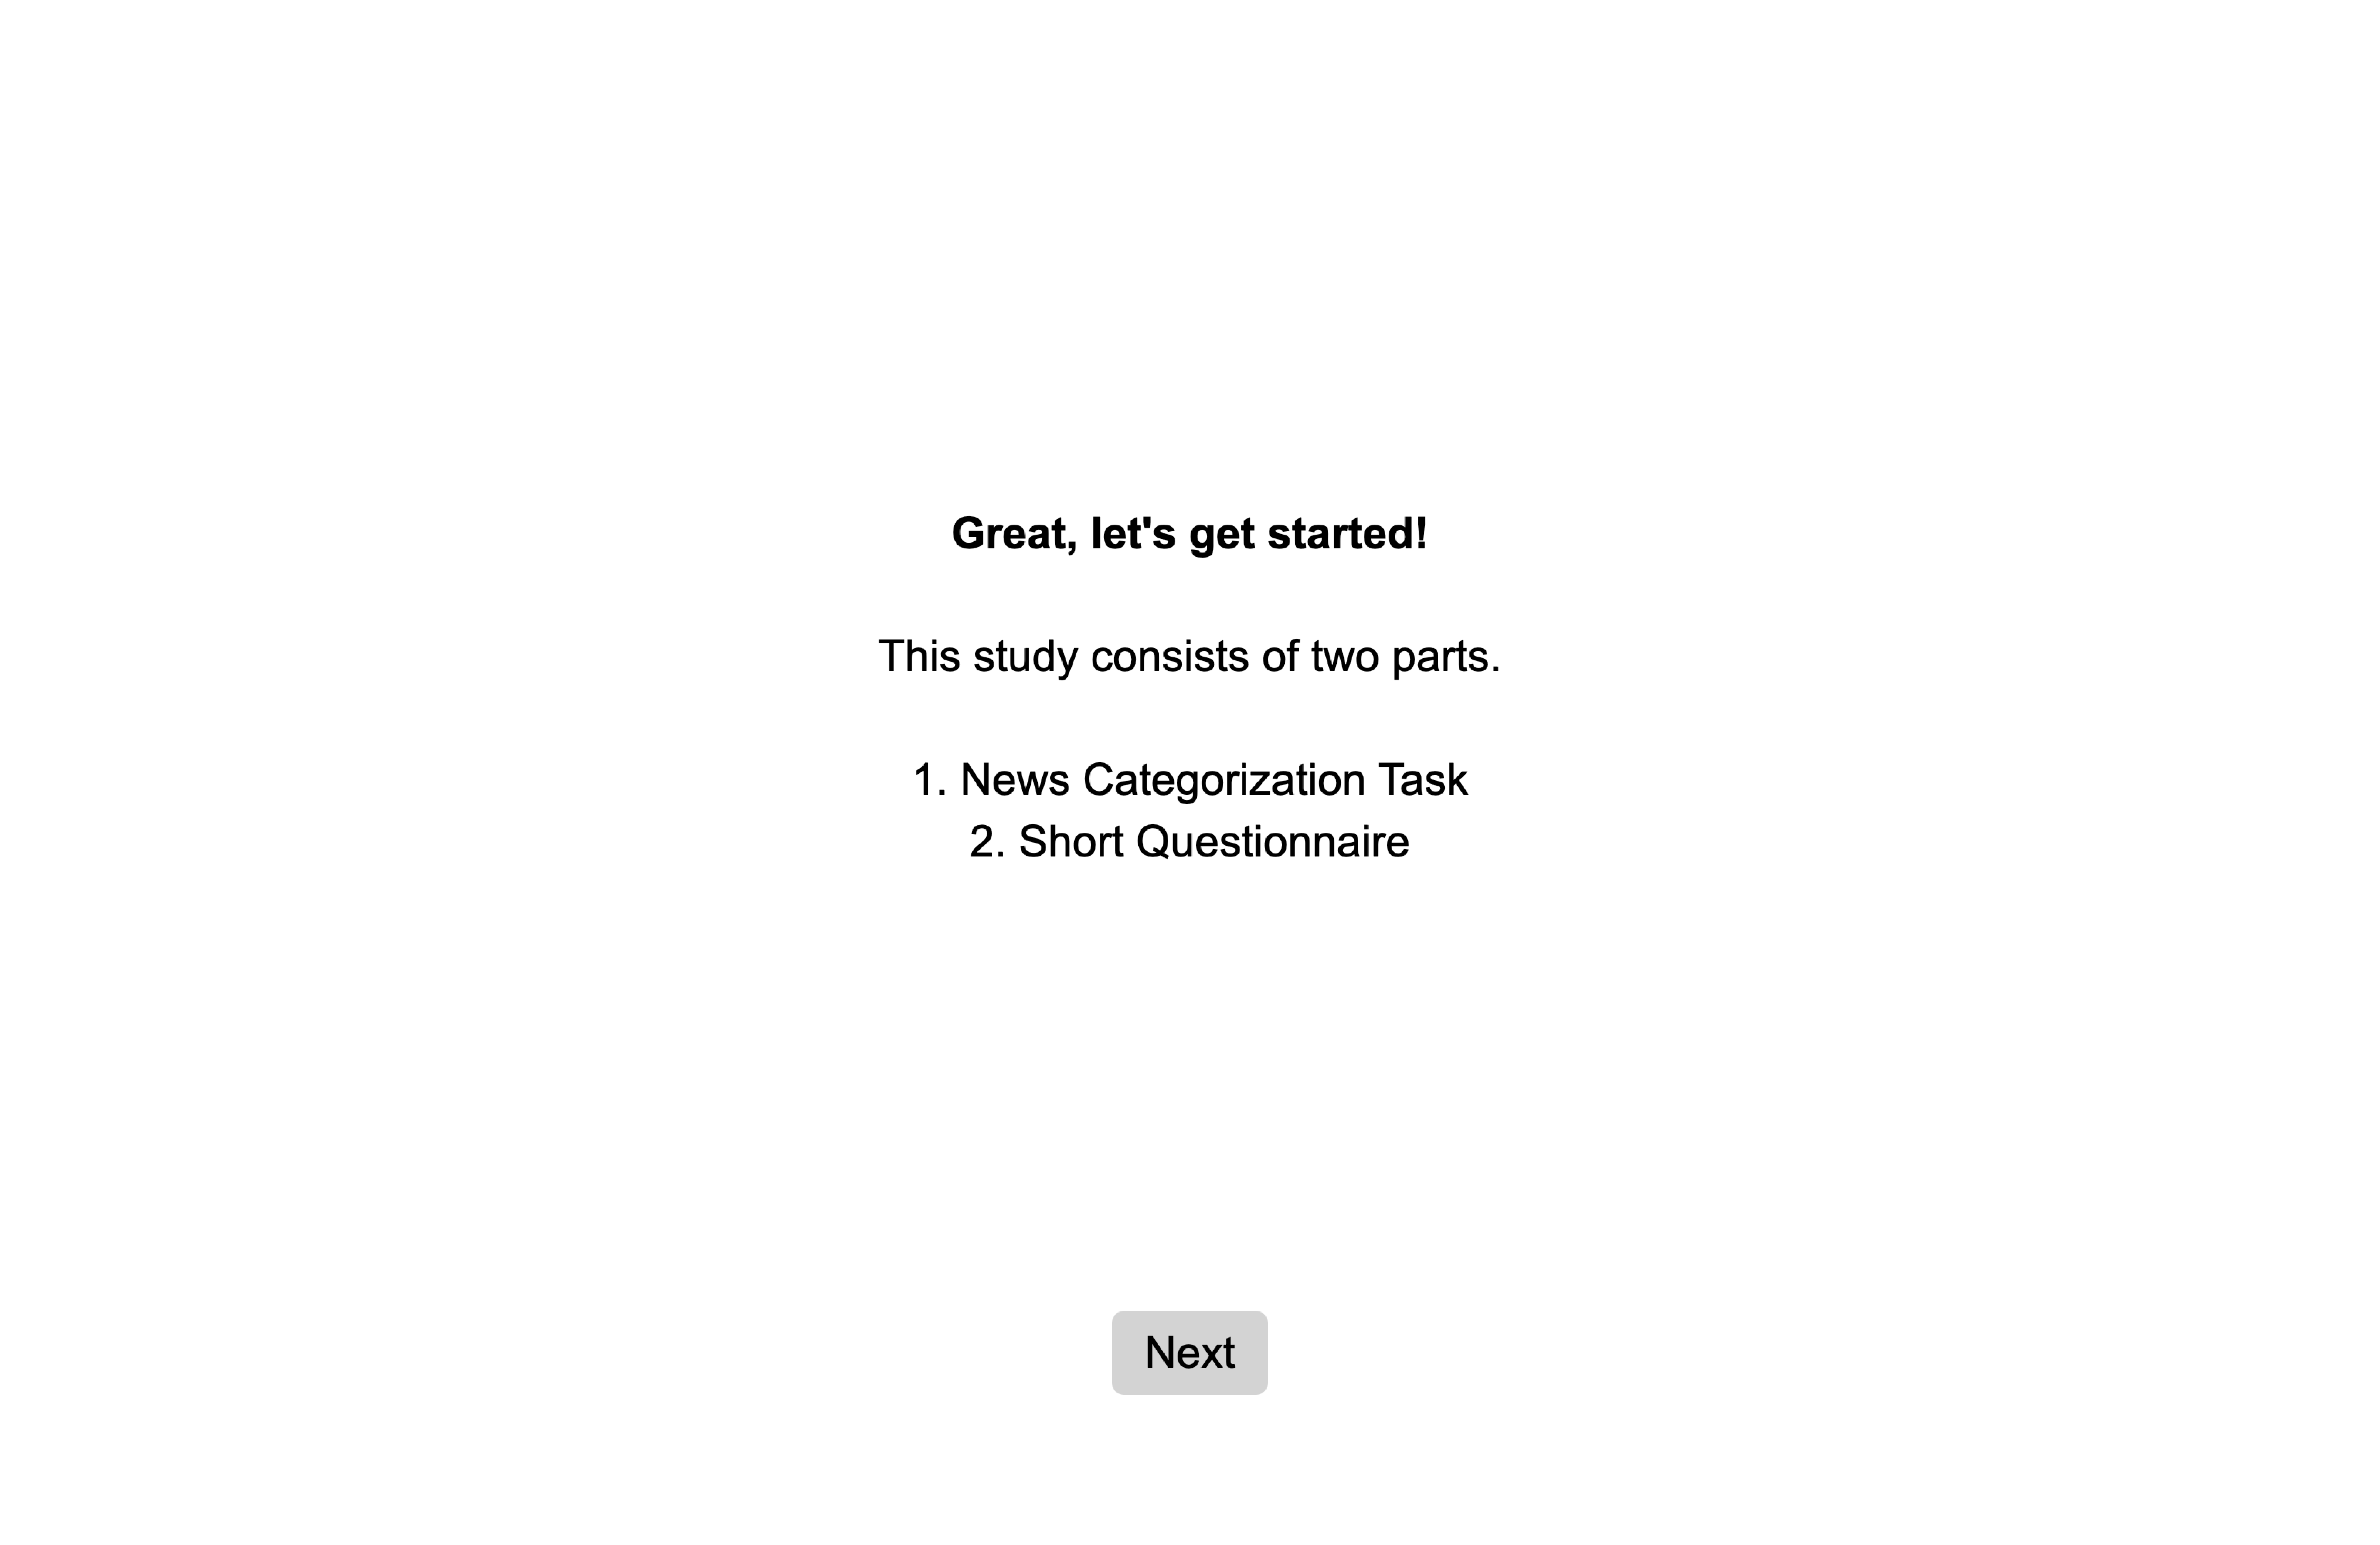 Great, let's get started!
This study consists of two parts.
1. News Categorization Task
2. Short Questionnaire
Next